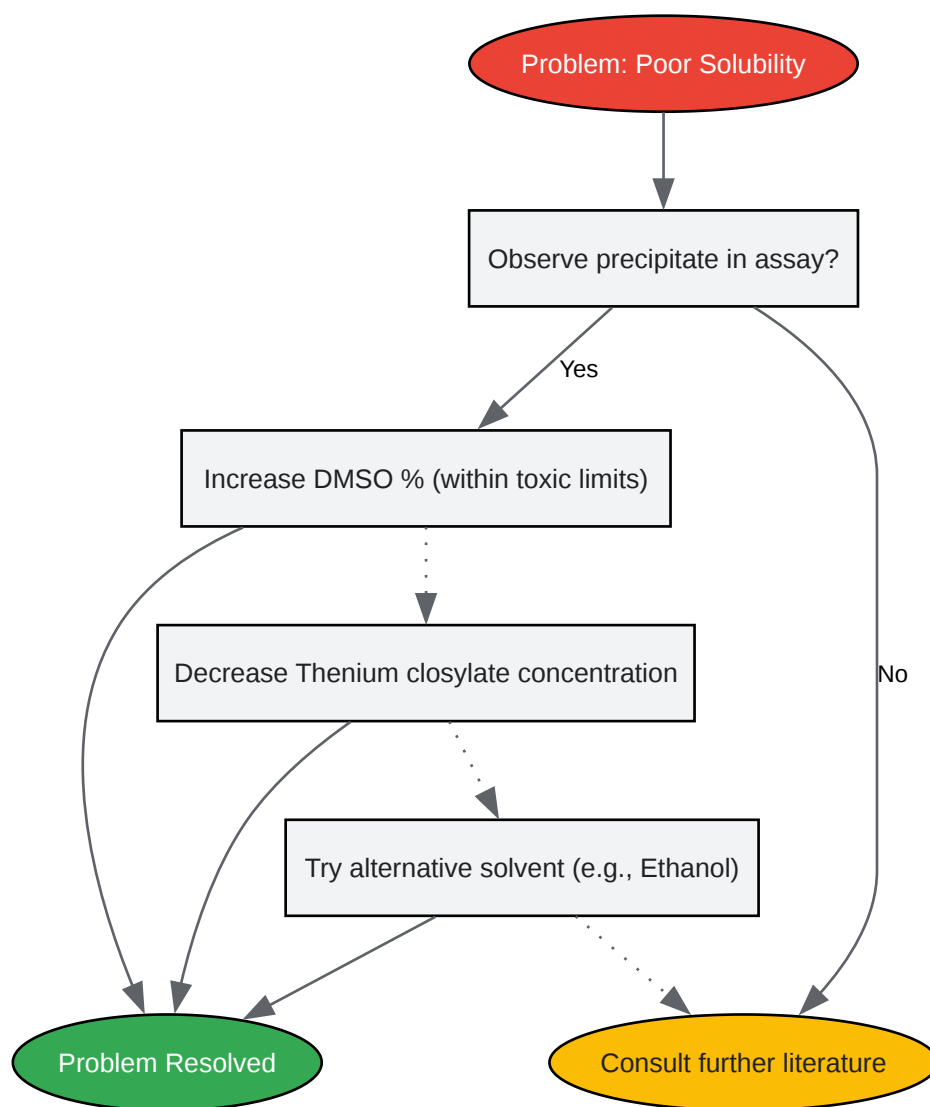 Problem: Poor Solubility
Observe precipitate in assay?
Yes
Increase DMSO % (within toxic limits)
Decrease Thenium closylate concentration
No
Try alternative solvent (e.g., Ethanol)
Problem Resolved
Consult further literature